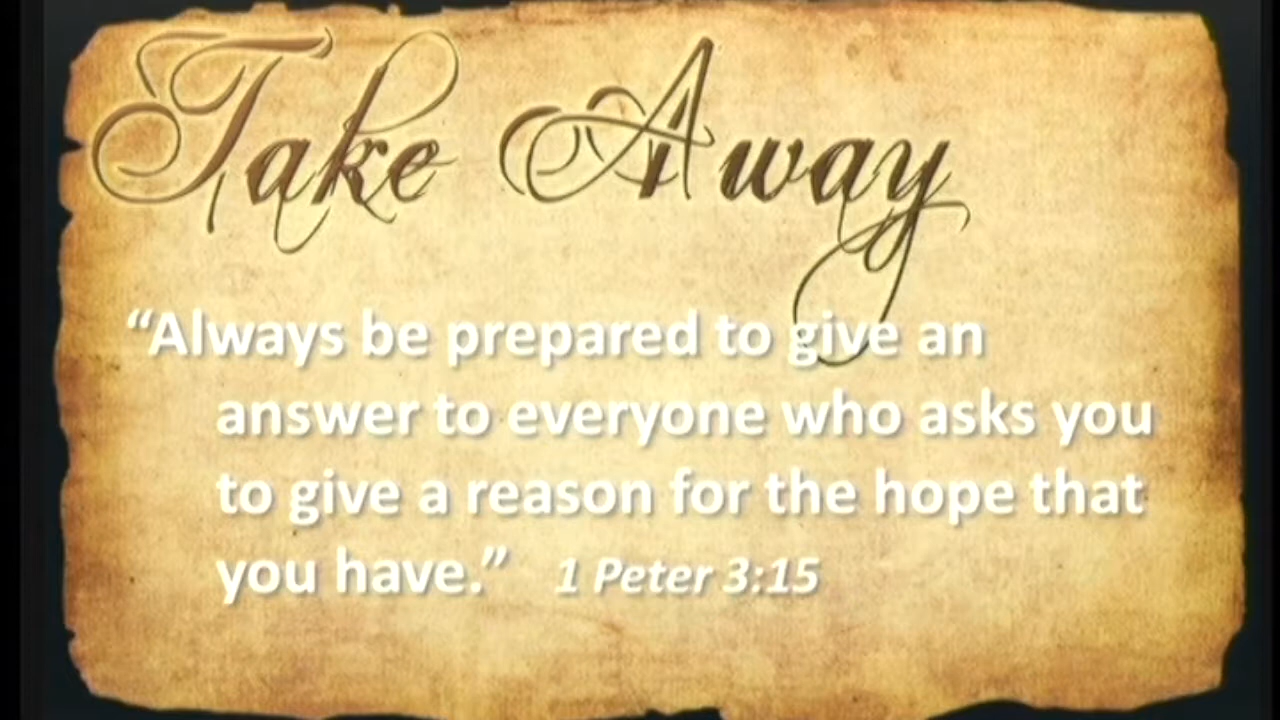 Take Away
“Always be prepared to give an
answer to everyone who asks you
to give a reason for the hope that
you have.” 1 Peter 3:15